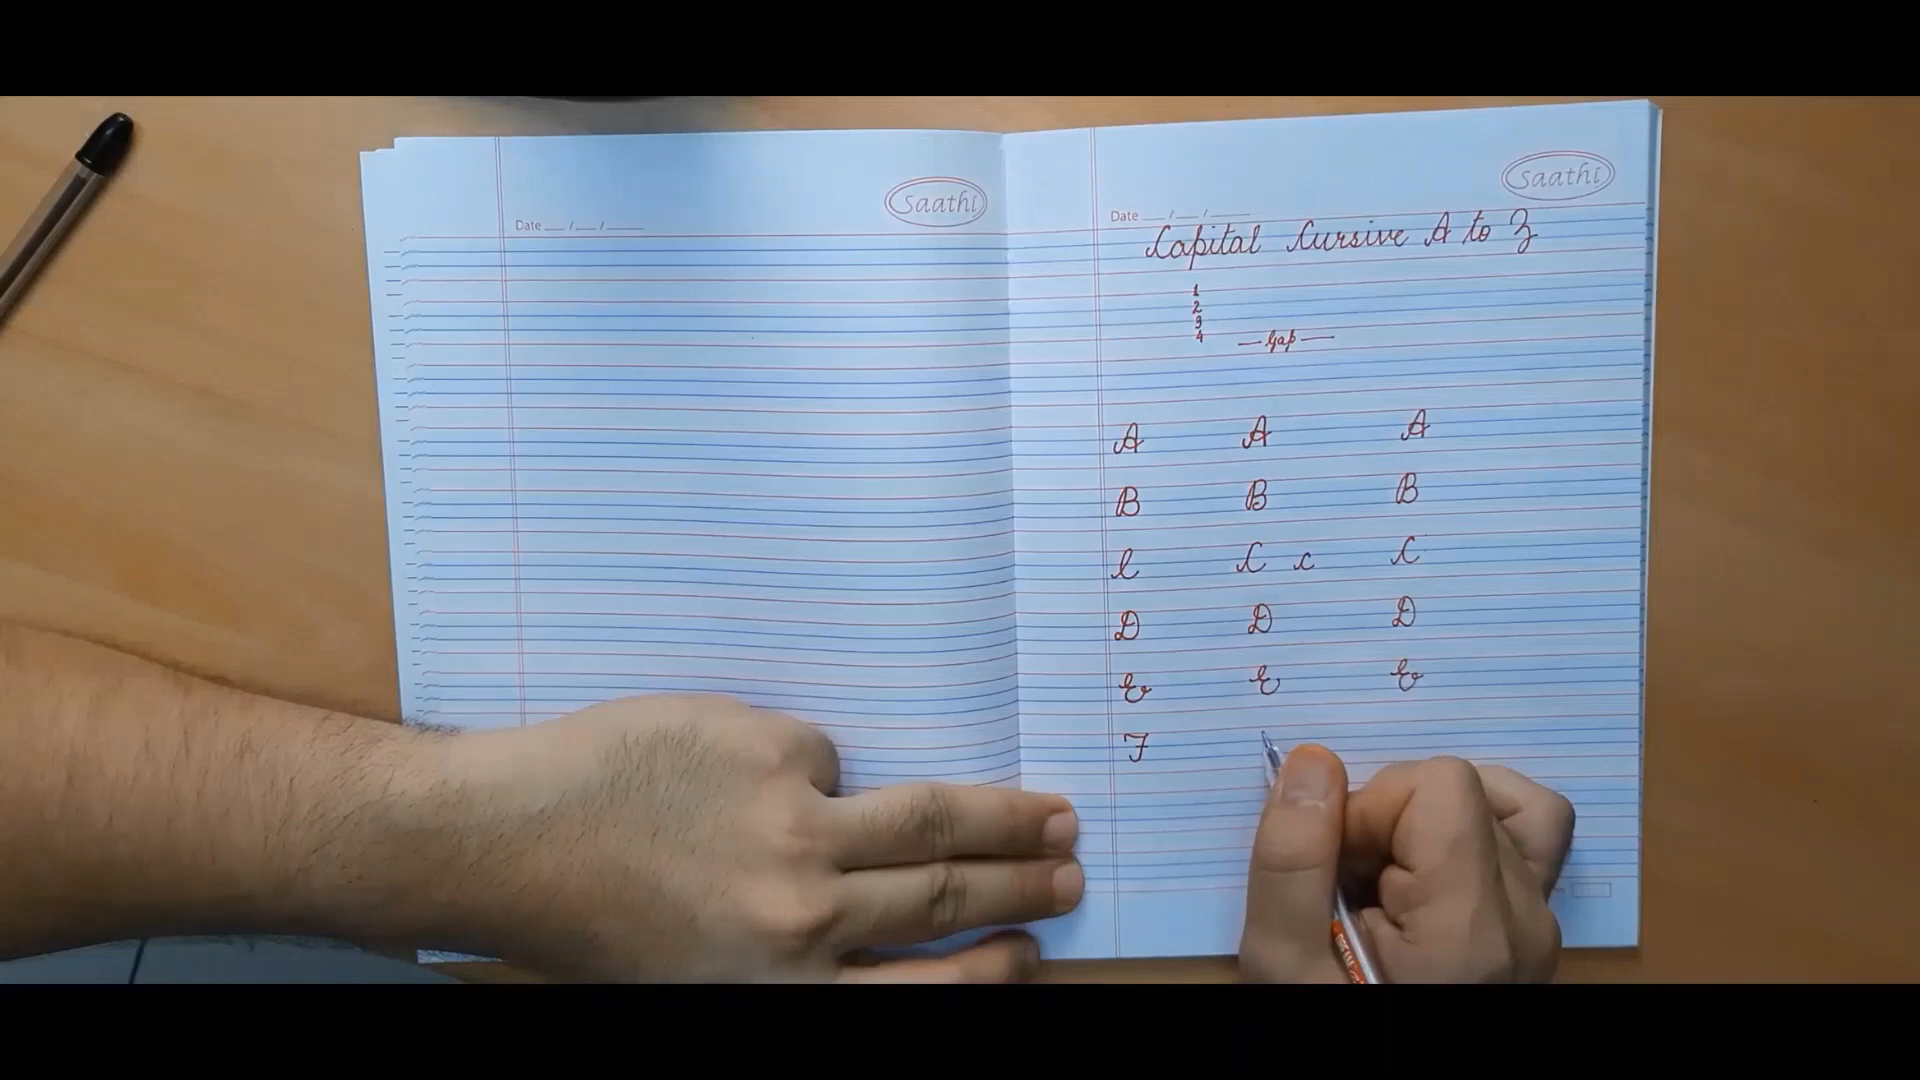 Saathi
Date __/__/____
Saathi
Date __/__/____
Capital Cursive A to Z
1
2
3
4 — Gap —
A A A
B B B
C C c C
D D D
E E E
F